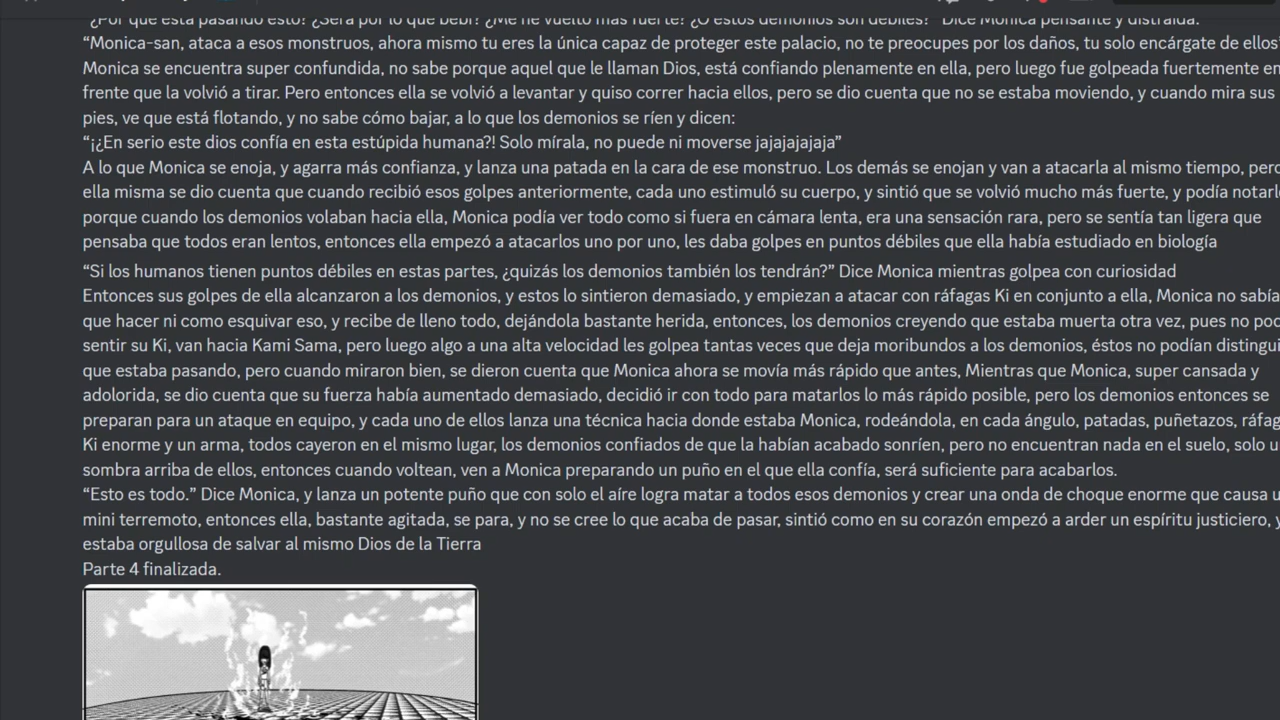 ¿Por qué está pasando esto? ¿Será por lo que bebí? ¿Me he vuelto más fuerte? ¿O estos demonios son débiles?” Dice Monica pensante y distraída.
“Monica-san, ataca a esos monstruos, ahora mismo tu eres la única capaz de proteger este palacio, no te preocupes por los daños, tu solo encárgate de ellos”
Monica se encuentra super confundida, no sabe porque aquel que le llaman Dios, está confiando plenamente en ella, pero luego fue golpeada fuertemente en
frente que la volvió a tirar. Pero entonces ella se volvió a levantar y quiso correr hacia ellos, pero se dio cuenta que no se estaba moviendo, y cuando mira sus
pies, ve que está flotando, y no sabe cómo bajar, a lo que los demonios se ríen y dicen:
“¡¿En serio este dios confía en esta estúpida humana?! Solo mírala, no puede ni moverse jajajajajaja”
A lo que Monica se enoja, y agarra más confianza, y lanza una patada en la cara de ese monstruo. Los demás se enojan y van a atacarla al mismo tiempo, pero
ella misma se dio cuenta que cuando recibió esos golpes anteriormente, cada uno estimuló su cuerpo, y sintió que se volvió mucho más fuerte, y podía
porque cuando los demonios volaban hacia ella, Monica podía ver todo como si fuera en cámara lenta, era una sensación rara, pero se sentía tan ligera que
pensaba que todos eran lentos, entonces ella empezó a atacarlos uno por uno, les daba golpes en puntos débiles que ella había estudiado en biología
“Si los humanos tienen puntos débiles en estas partes, ¿quizás los demonios también los tendrán?” Dice Monica mientras golpea con curiosidad
Entonces sus golpes de ella alcanzaron a los demonios, y estos lo sintieron demasiado, y empiezan a atacar con ráfagas Ki en conjunto a ella, Monica no sabía
que hacer ni como esquivar eso, y recibe de lleno todo, dejándola bastante herida, entonces, los demonios creyendo que estaba muerta otra vez, pues no
sentir su Ki, van hacia Kami Sama, pero luego algo a una alta velocidad les golpea tantas veces que deja moribundos a los demonios, éstos no podían
que estaba pasando, pero cuando miraron bien, se dieron cuenta que Monica ahora se movía más rápido que antes, Mientras que Monica, super cansada y
adolorida, se dio cuenta que su fuerza había aumentado demasiado, decidió ir con todo para matarlos lo más rápido posible, pero los demonios entonces se
preparan para un ataque en equipo, y cada uno de ellos lanza una técnica hacia donde estaba Monica, rodeándola, en cada ángulo, patadas, puñetazos,
Ki enorme y un arma, todos cayeron en el mismo lugar, los demonios confiados de que la habían acabado sonríen, pero no encuentran nada en el suelo, solo
sombra arriba de ellos, entonces cuando voltean, ven a Monica preparando un puño en el que ella confía, será suficiente para acabarlos.
“Esto es todo.” Dice Monica, y lanza un potente puño que con solo el aíre logra matar a todos esos demonios y crear una onda de choque enorme que causa
mini terremoto, entonces ella, bastante agitada, se para, y no se cree lo que acaba de pasar, sintió como en su corazón empezó a arder un espíritu justiciero,
estaba orgullosa de salvar al mismo Dios de la Tierra
Parte 4 finalizada.